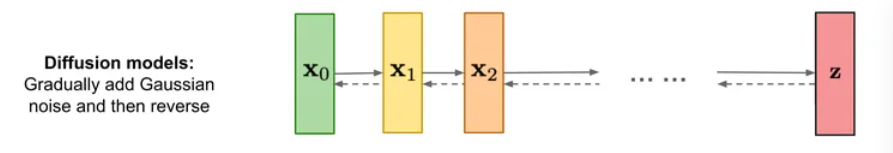 Diffusion models:
Gradually add Gaussian
noise and then reverse
x₀ x₁ x₂ ... ... z